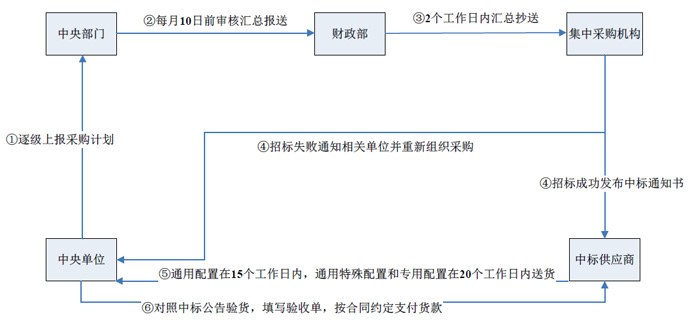 中央部门
②每月10日前审核汇总报送
财政部
③2个工作日内汇总抄送
集中采购机构
①逐级上报采购计划
④招标失败通知相关单位并重新组织采购
④招标成功发布中标通知书
中央单位
中标供应商
⑤通用配置在15个工作日内，通用特殊配置和专用配置在20个工作日内送货
⑥对照中标公告验货，填写验收单，按合同约定支付货款